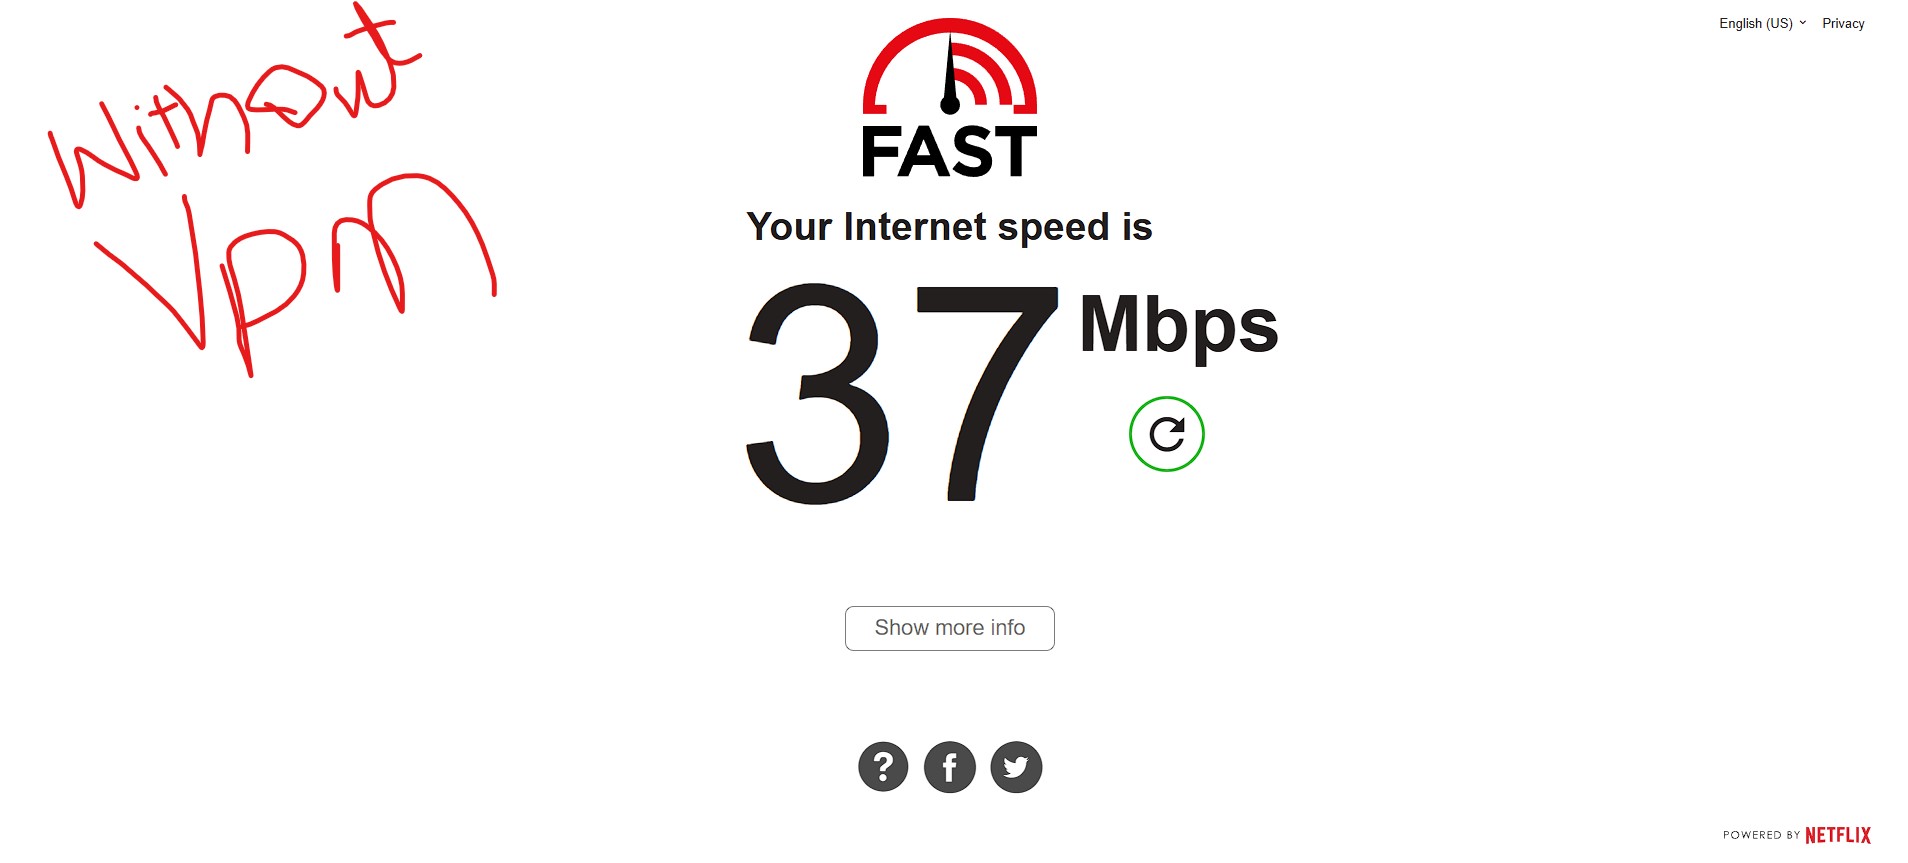 Without
Vpn
English (US)
Privacy
FAST
Your Internet speed is
37 Mbps
Show more info
?
f
POWERED BY NETFLIX